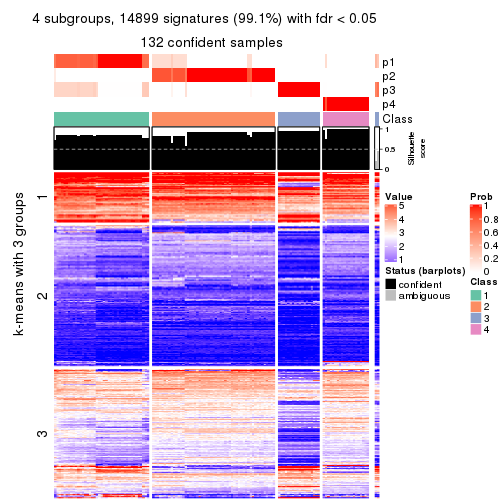 4 subgroups, 14899 signatures (99.1%) with fdr < 0.05
132 confident samples
p1
p2
p3
p4
Class
1
0.5
0
Silhouette
score
k-means with 3 groups
1
2
3
Value
5
4
3
2
1
Status (barplots)
confident
ambiguous
Prob
1
0.8
0.6
0.4
0.2
0
Class
1
2
3
4